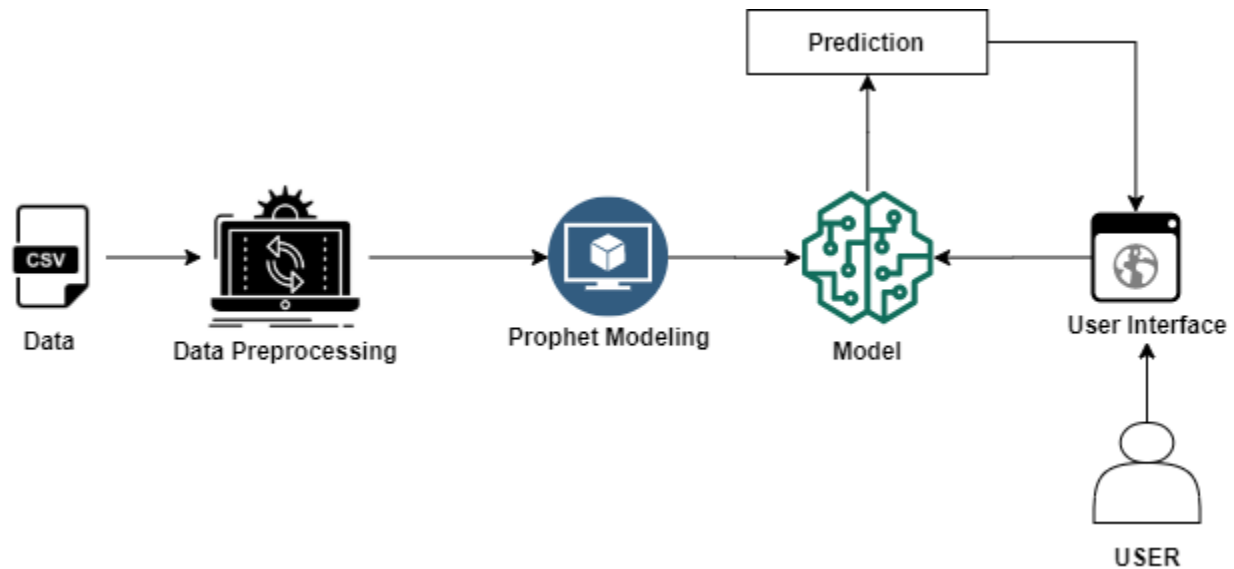 Prediction
CSV
Data
Data Preprocessing
Prophet Modeling
Model
User Interface
USER